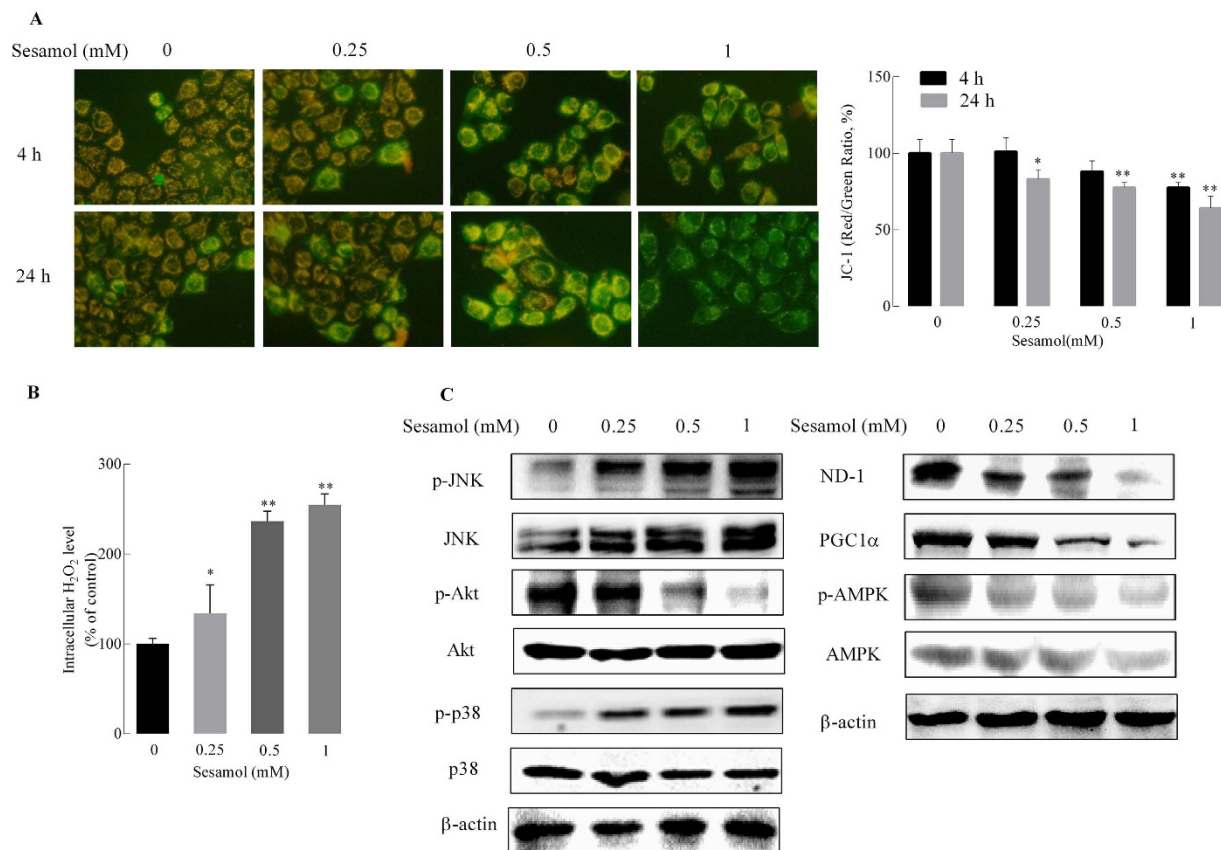 A
Sesamol (mM) 0 0.25 0.5 1
4 h
24 h
150
100
50
0
JC-1 (Red/Green Ratio, %)
4 h
24 h
*
**
**
**
0 0.25 0.5 1
Sesamol(mM)
B
300
200
100
0
Intracellular H₂O₂ level
(% of control)
*
**
**
0 0.25 0.5 1
Sesamol (mM)
C
Sesamol (mM) 0 0.25 0.5 1
p-JNK
JNK
p-Akt
Akt
p-p38
p38
β-actin
Sesamol (mM) 0 0.25 0.5 1
ND-1
PGC1α
p-AMPK
AMPK
β-actin